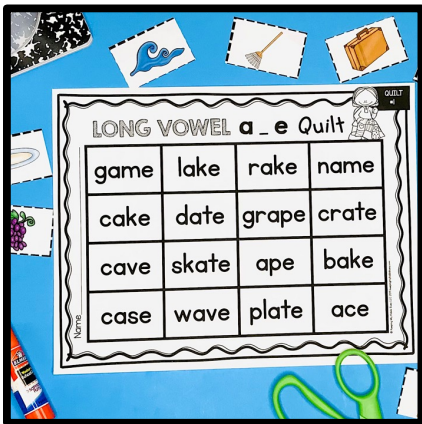 QUILT
#1
LONG VOWEL a_e Quilt
game lake rake name
cake date grape crate
cave skate ape bake
case wave plate ace
Name